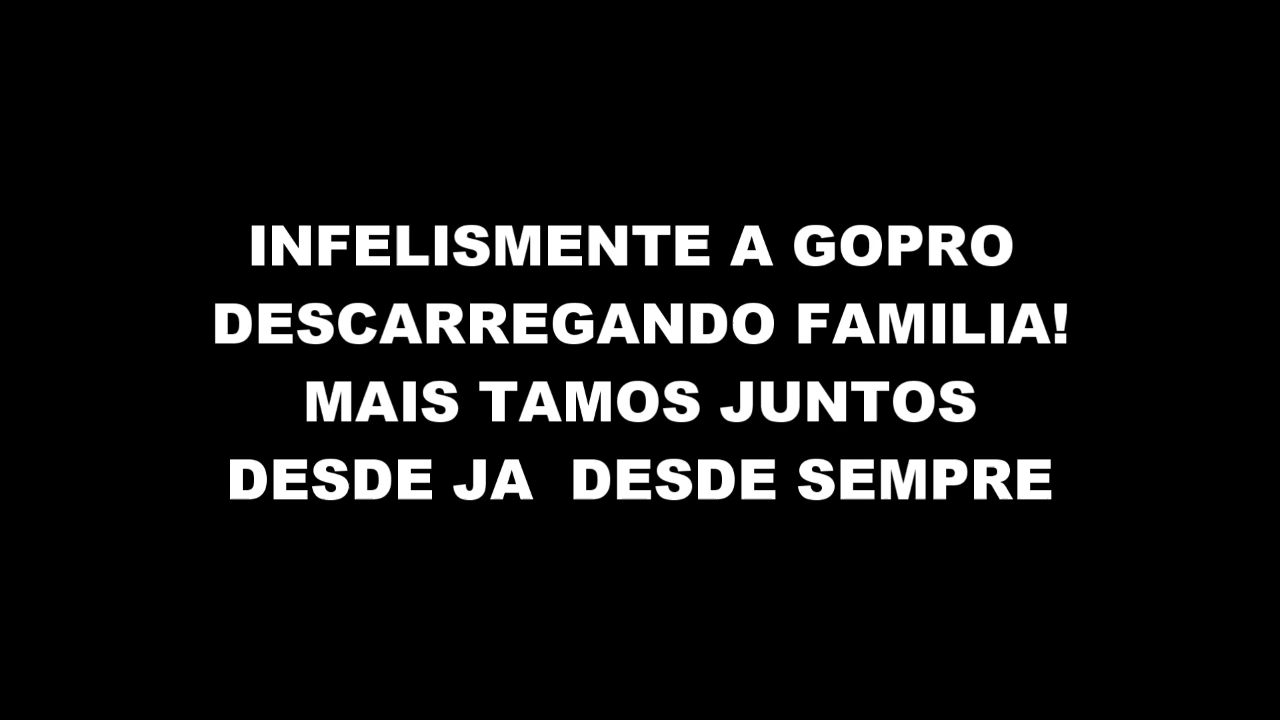 INFELISMENTE A GOPRO
DESCARREGANDO FAMILIA!
MAIS TAMOS JUNTOS
DESDE JA  DESDE SEMPRE